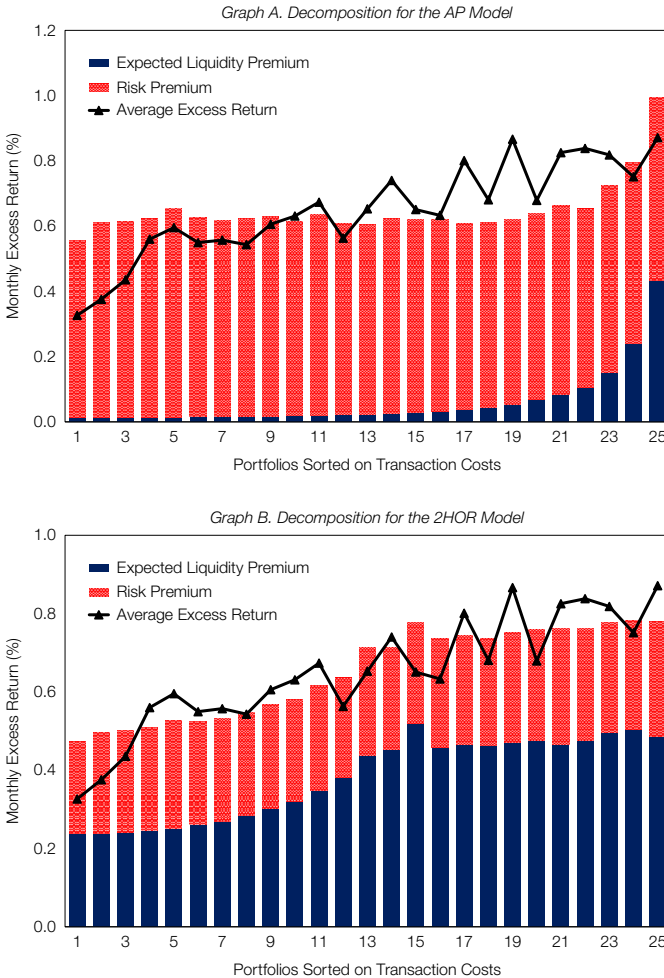 Graph A. Decomposition for the AP Model
1.2
1.0
0.8
0.6
0.4
0.2
0.0
Monthly Excess Return (%)
Expected Liquidity Premium
Risk Premium
Average Excess Return
1 3 5 7 9 11 13 15 17 19 21 23 25
Portfolios Sorted on Transaction Costs
Graph B. Decomposition for the 2HOR Model
1.0
0.8
0.6
0.4
0.2
0.0
Monthly Excess Return (%)
Expected Liquidity Premium
Risk Premium
Average Excess Return
1 3 5 7 9 11 13 15 17 19 21 23 25
Portfolios Sorted on Transaction Costs